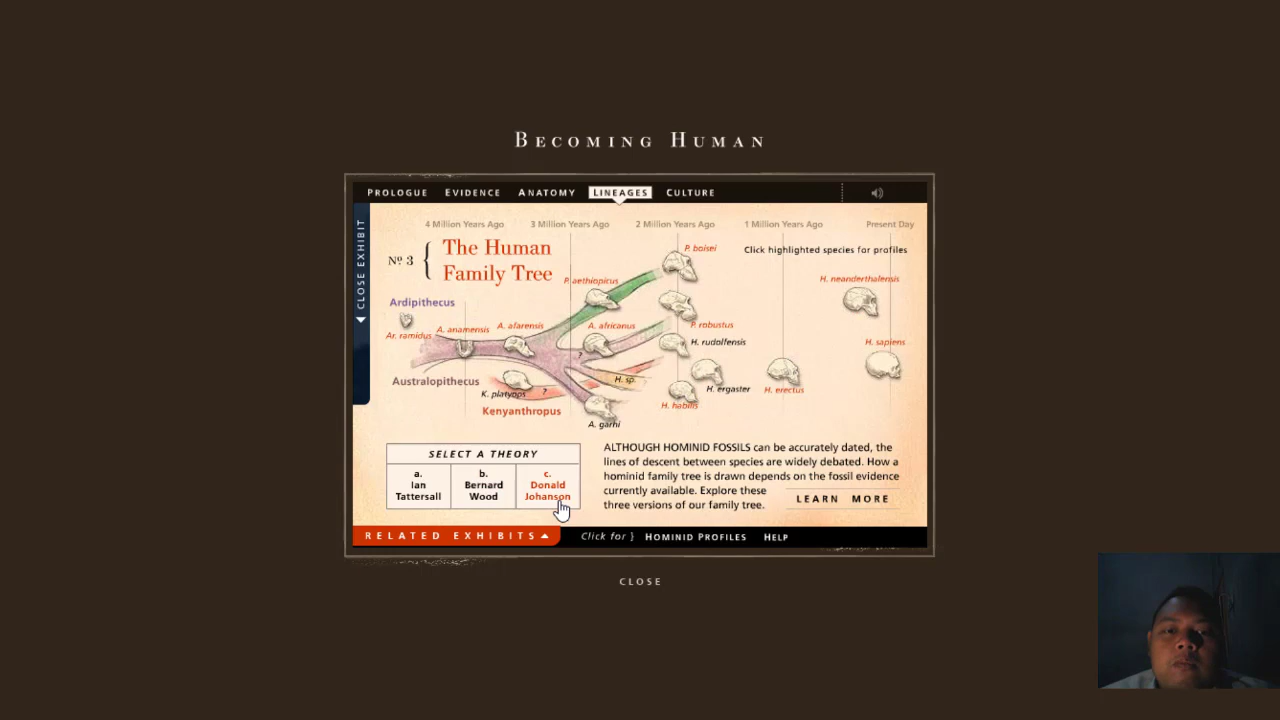 BECOMING HUMAN
PROLOGUE EVIDENCE ANATOMY LINEAGES CULTURE
CLOSE EXHIBIT
4 Million Years Ago 3 Million Years Ago 2 Million Years Ago 1 Million Years Ago Present Day
Nº 3 { The Human
Family Tree
Click highlighted species for profiles
P. boisei
P. aethiopicus
H. neanderthalensis
Ardipithecus
Ar. ramidus
A. anamensis
A. afarensis
A. africanus
P. robustus
H. rudolfensis
H. sapiens
?
Australopithecus
K. platyops
?
H. sp.
H. ergaster
H. erectus
H. habilis
Kenyanthropus
A. garhi
SELECT A THEORY
a. b. c.
Ian Bernard Donald
Tattersall Wood Johanson
ALTHOUGH HOMINID FOSSILS can be accurately dated, the
lines of descent between species are widely debated. How a
hominid family tree is drawn depends on the fossil evidence
currently available. Explore these
three versions of our family tree.
LEARN MORE
RELATED EXHIBITS Click for } HOMINID PROFILES HELP
CLOSE